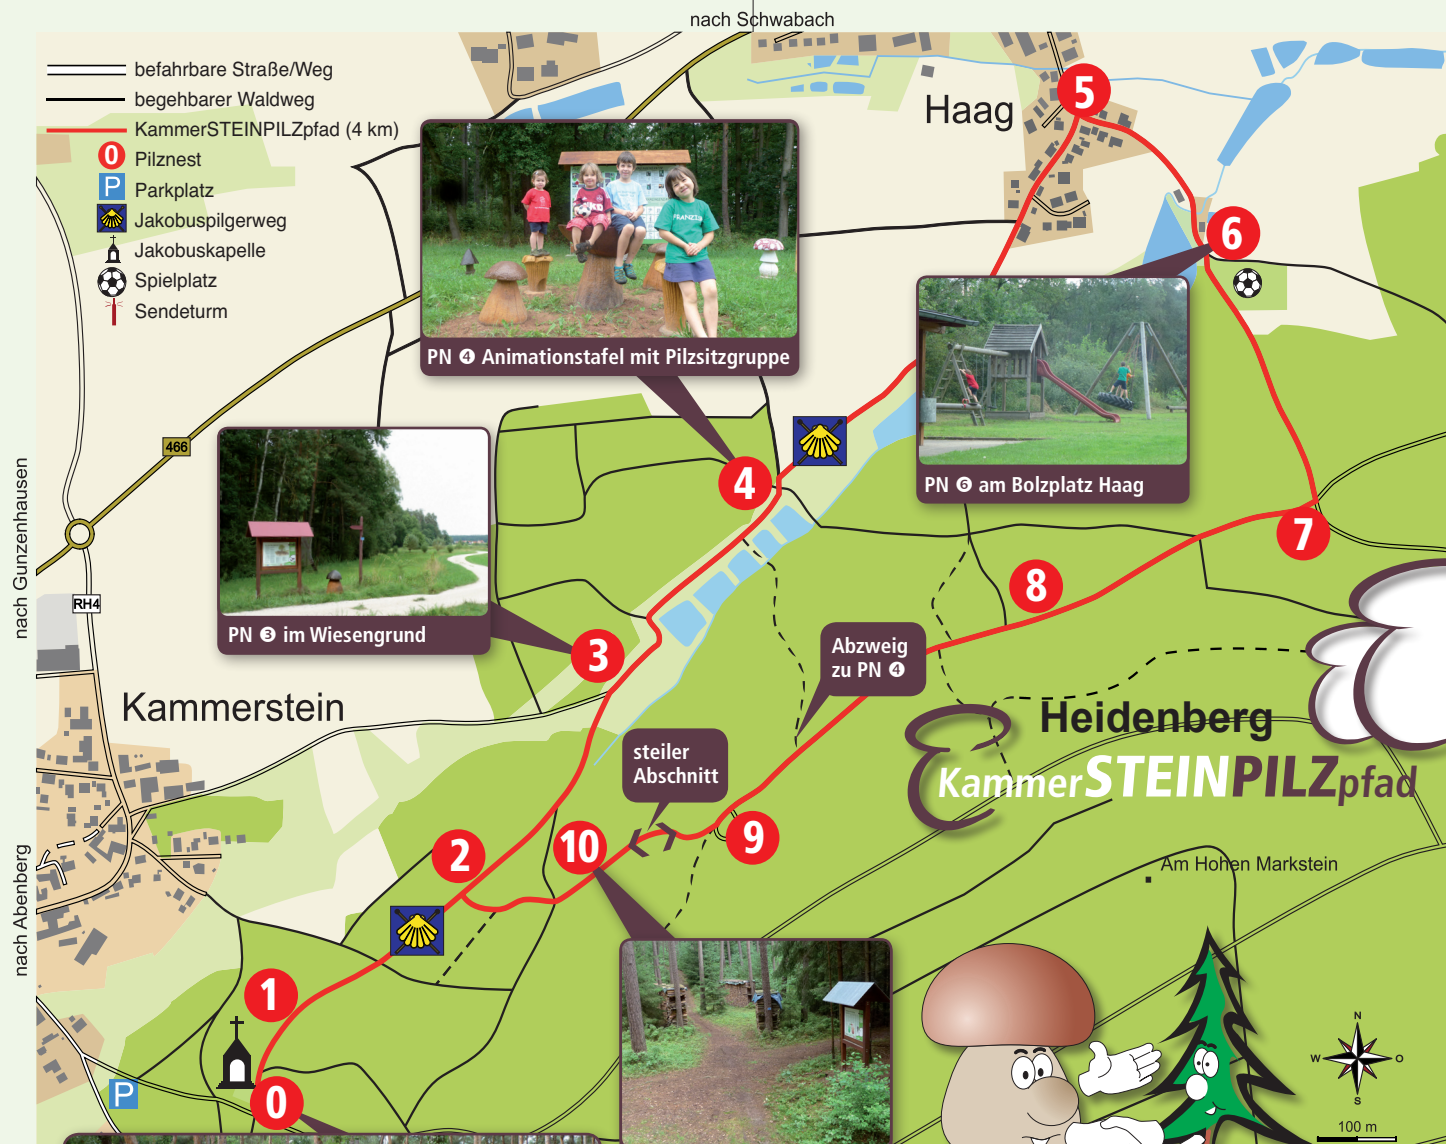 nach Schwabach
befahrbare Straße/Weg
begehbarer Waldweg
KammerSTEINPILZpfad (4 km)
0 Pilznest
P Parkplatz
Jakobuspilgerweg
Jakobuskapelle
Spielplatz
Sendeturm
Haag
5
6
PN ❹ Animationstafel mit Pilzsitzgruppe
466
4
PN ❻ am Bolzplatz Haag
7
nach Gunzenhausen
RH4
8
PN ❸ im Wiesengrund
3
Abzweig
zu PN ❹
Kammerstein
Heidenberg
KammerSTEINPILZpfad
steiler
Abschnitt
9
10
2
Am Hohen Markstein
nach Abenberg
1
0
P
N
W
O
S
100 m